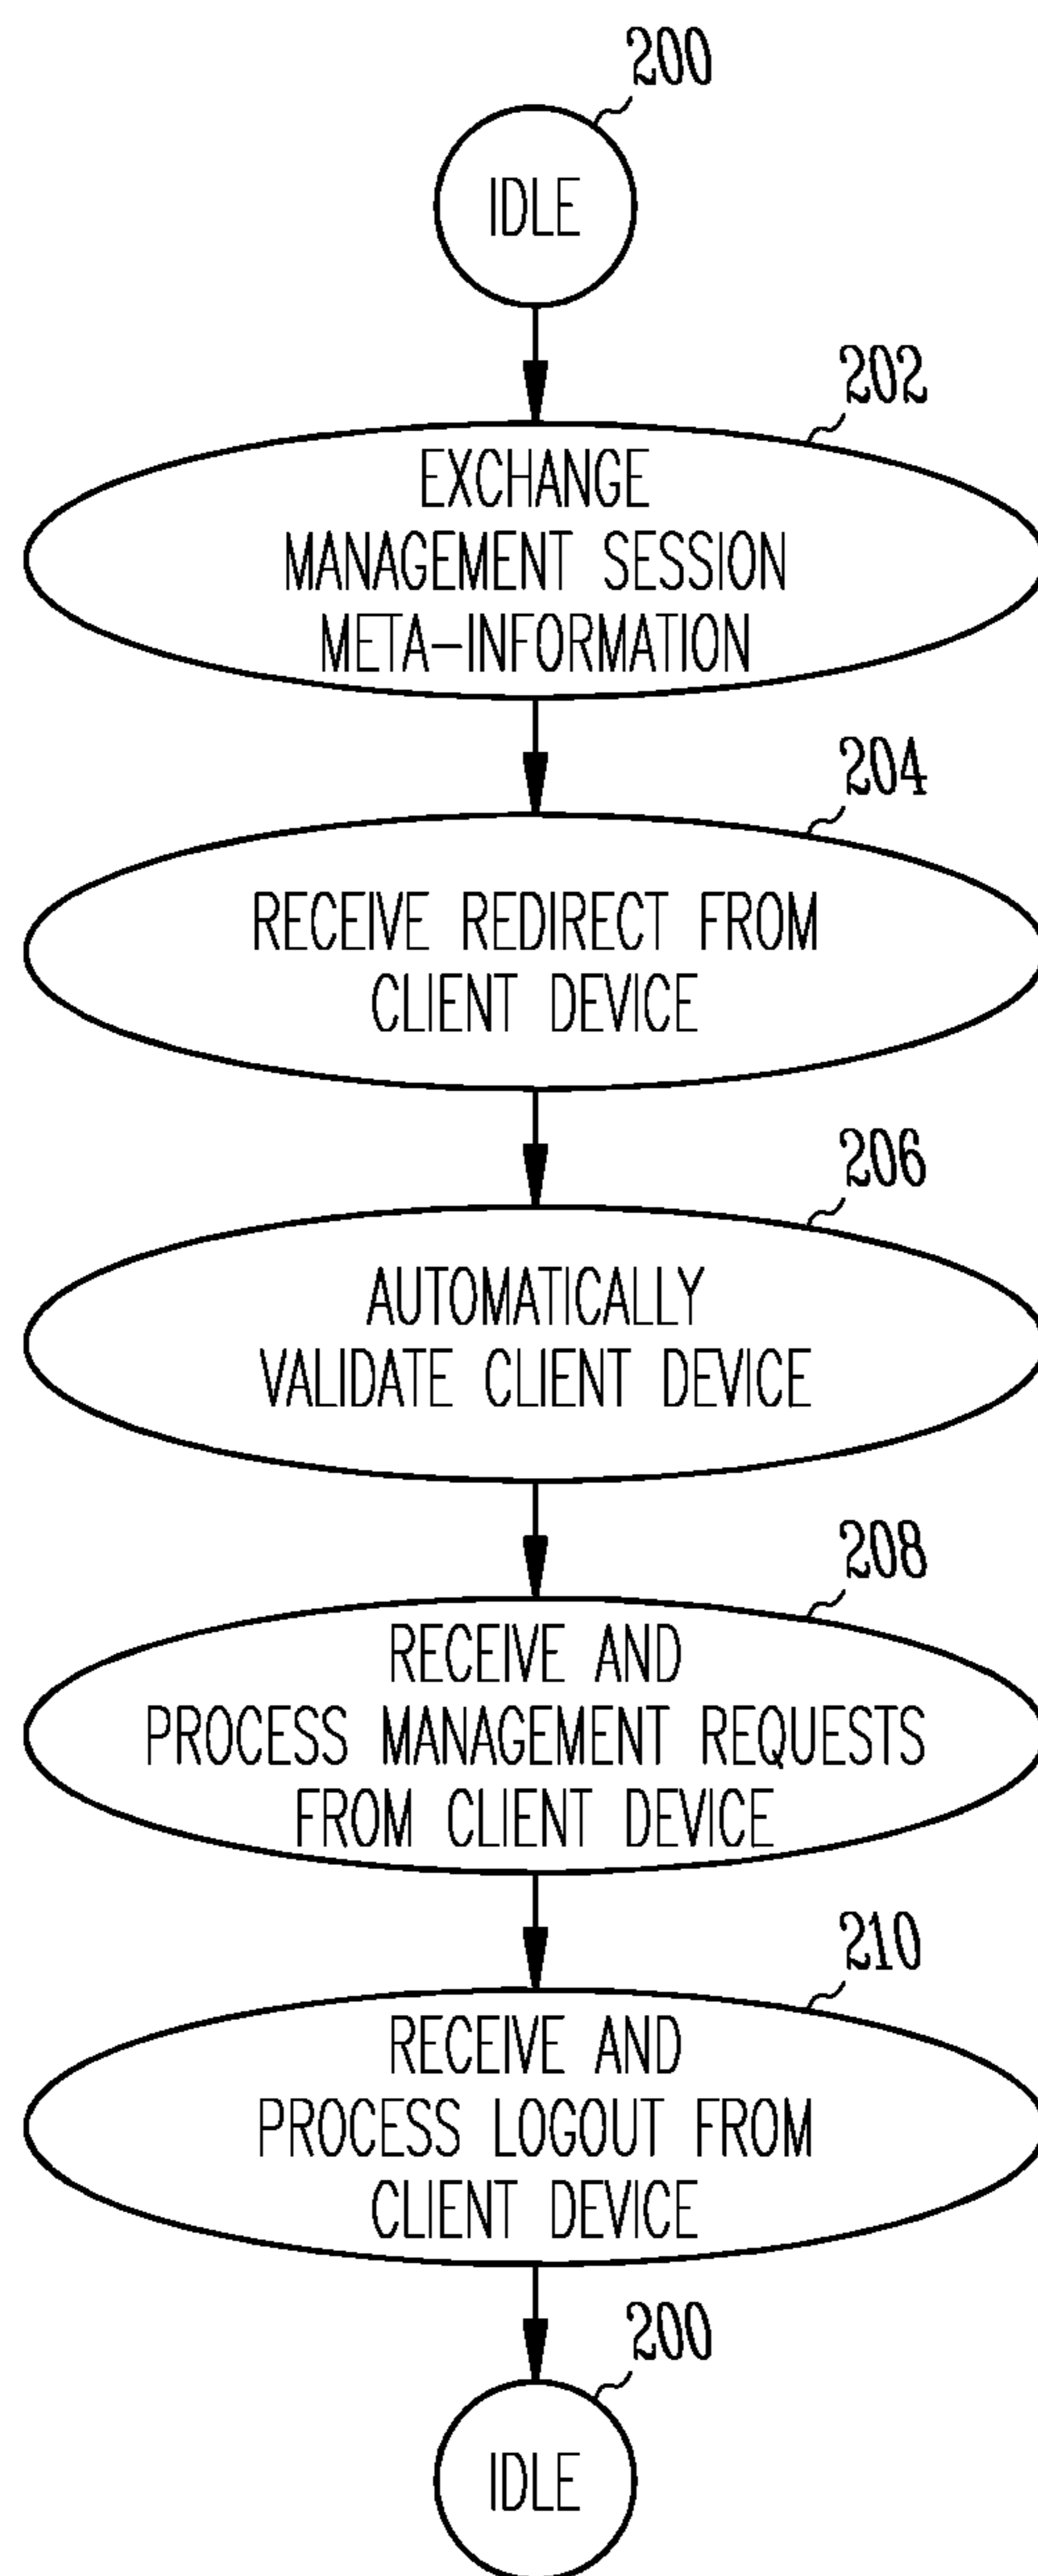 200
IDLE
202
EXCHANGE
MANAGEMENT SESSION
META-INFORMATION
204
RECEIVE REDIRECT FROM
CLIENT DEVICE
206
AUTOMATICALLY
VALIDATE CLIENT DEVICE
208
RECEIVE AND
PROCESS MANAGEMENT REQUESTS
FROM CLIENT DEVICE
210
RECEIVE AND
PROCESS LOGOUT FROM
CLIENT DEVICE
200
IDLE